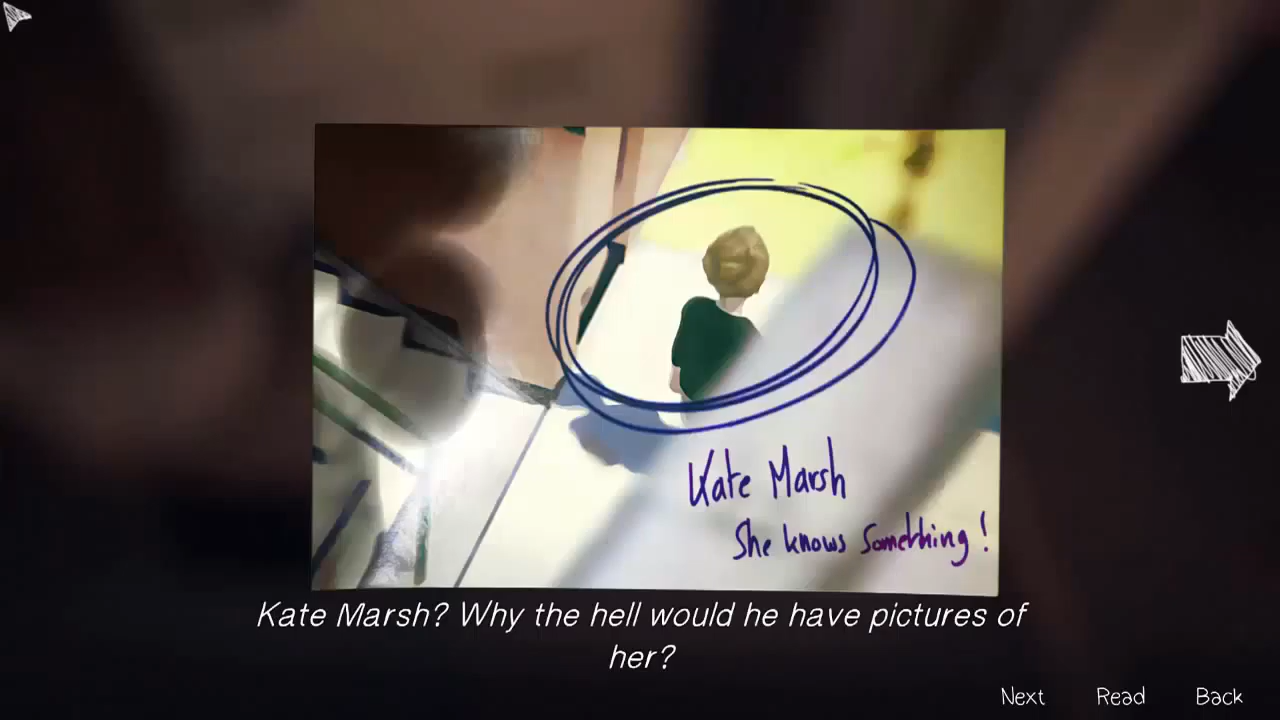 Kate Marsh
She knows something!
Kate Marsh? Why the hell would he have pictures of
her?
Next Read Back